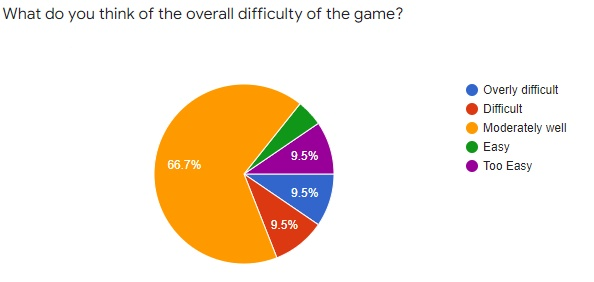 What do you think of the overall difficulty of the game?
Overly difficult
Difficult
Moderately well
Easy
Too Easy
66.7%
9.5%
9.5%
9.5%